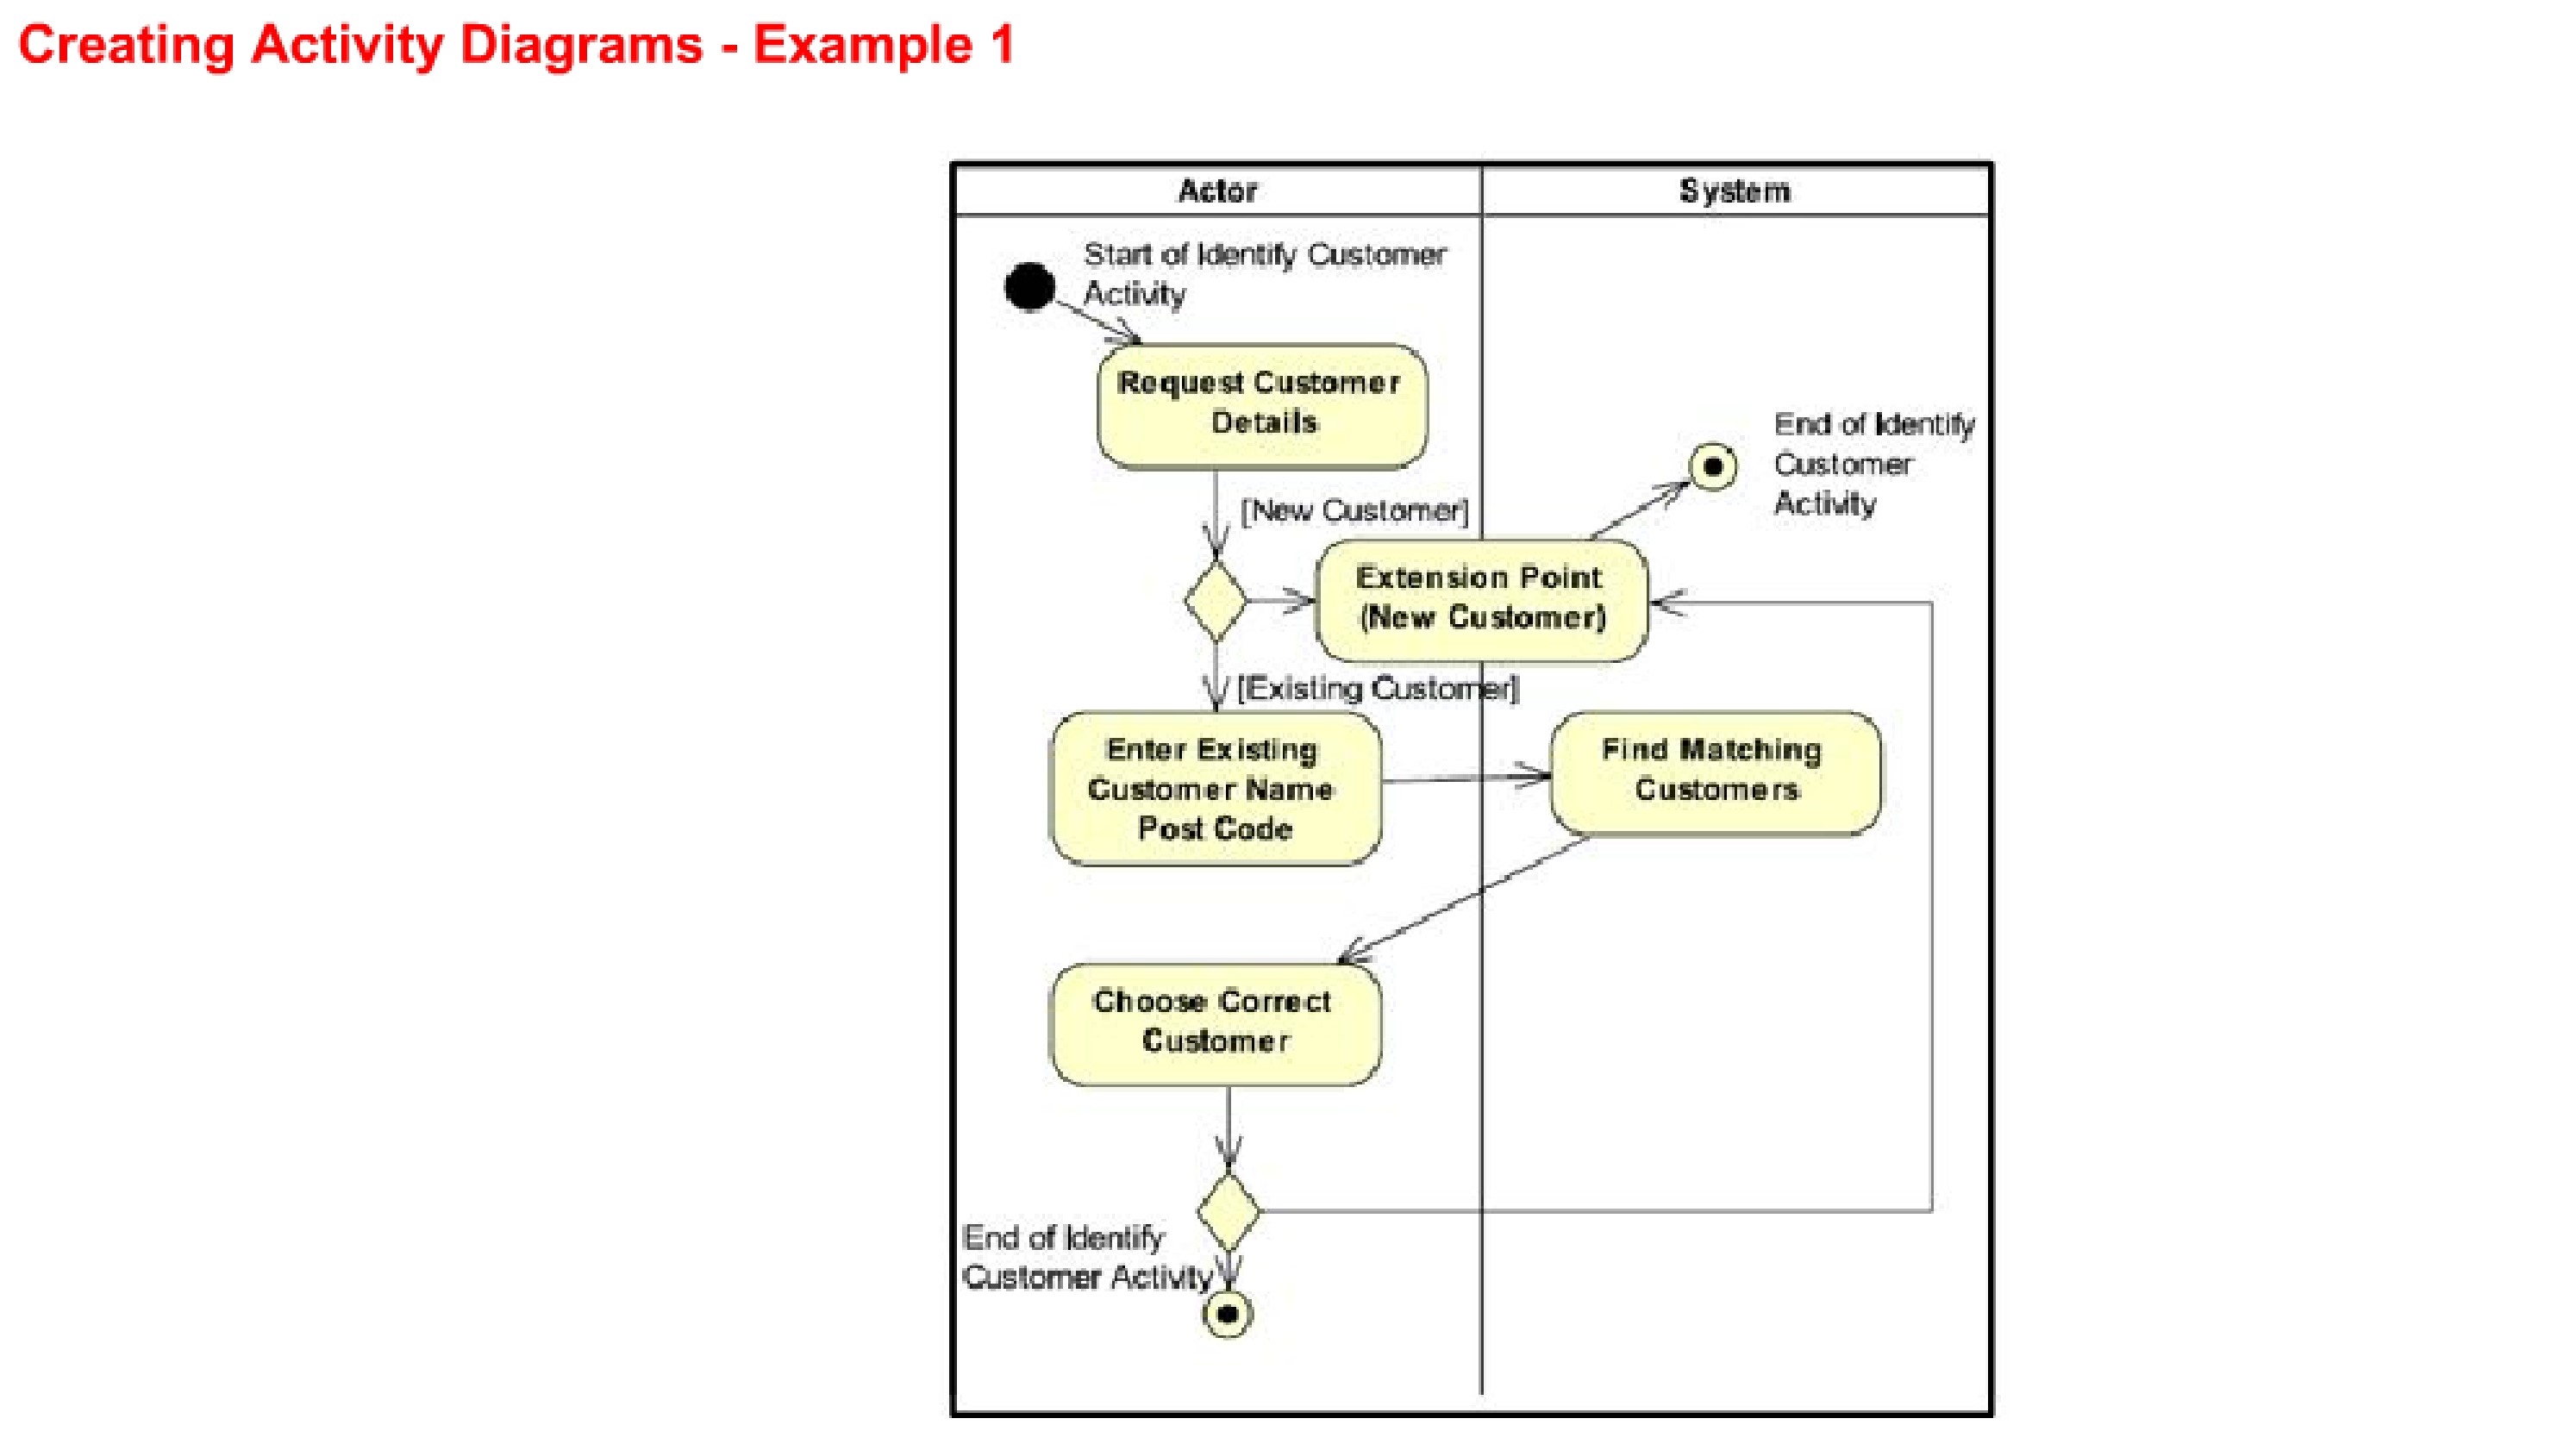 Creating Activity Diagrams - Example 1
Actor
System
Start of Identify Customer
Activity
Request Customer
Details
End of Identify
Customer
Activity
[New Customer]
Extension Point
(New Customer)
[Existing Customer]
Enter Existing
Customer Name
Post Code
Find Matching
Customers
Choose Correct
Customer
End of Identify
Customer Activity